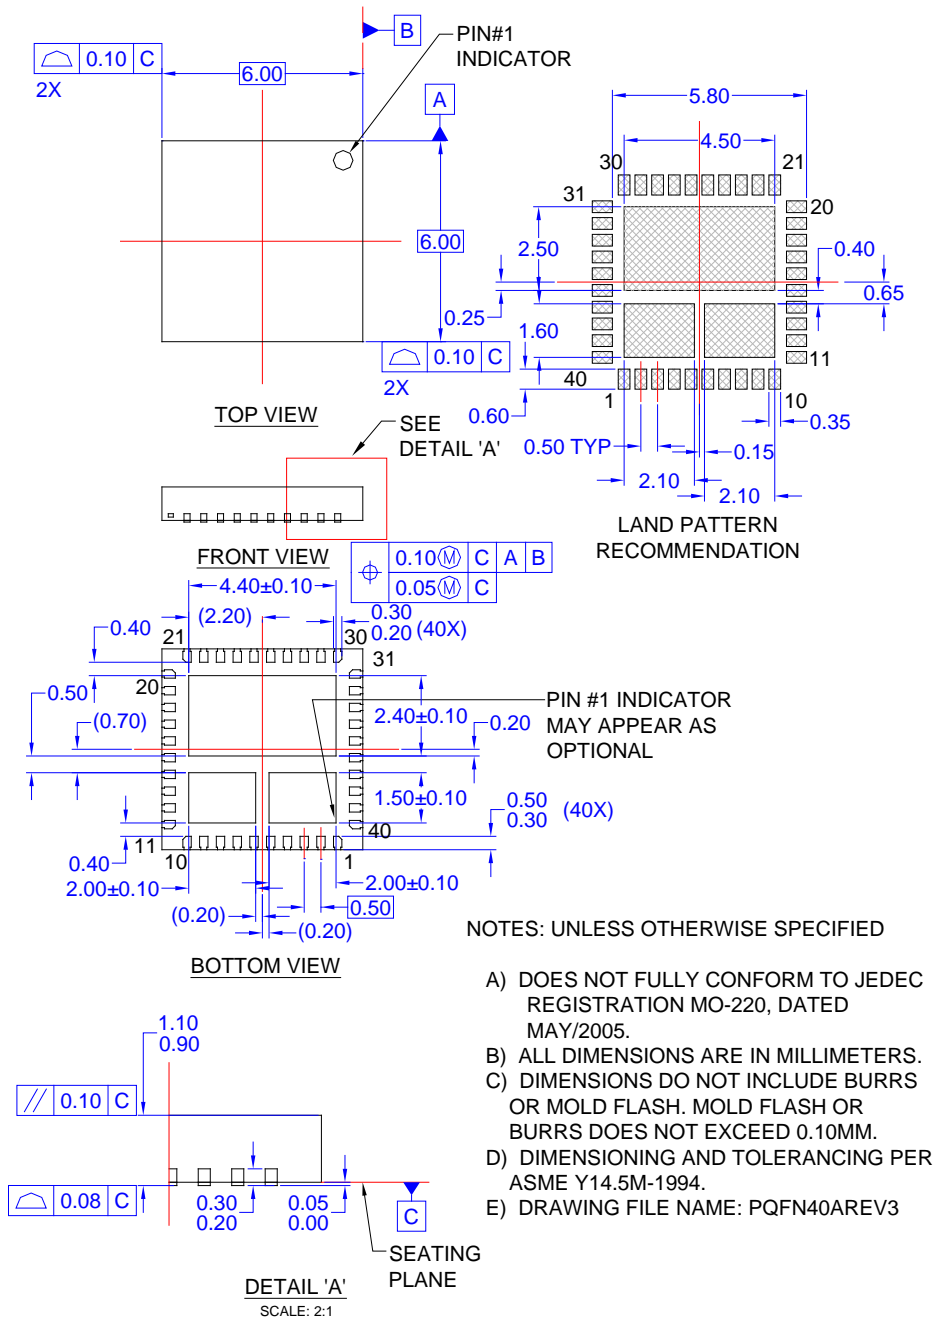 B
PIN#1
INDICATOR
0.10 C
2X
6.00
A
6.00
0.10 C
2X
TOP VIEW
5.80
4.50
30
21
31
20
2.50
0.40
0.65
0.25
1.60
40
11
1
10
0.60
0.35
0.50 TYP
0.15
2.10
2.10
LAND PATTERN
RECOMMENDATION
SEE
DETAIL 'A'
FRONT VIEW
0.10 Ⓜ C A B
0.05 Ⓜ C
4.40±0.10
(2.20)
0.30
0.20 (40X)
0.40
21
30
31
20
0.50
(0.70)
2.40±0.10
0.20
PIN #1 INDICATOR
MAY APPEAR AS
OPTIONAL
1.50±0.10
0.50
0.30 (40X)
40
11
10
1
0.40
2.00±0.10
2.00±0.10
(0.20)
0.50
(0.20)
BOTTOM VIEW
NOTES: UNLESS OTHERWISE SPECIFIED
A) DOES NOT FULLY CONFORM TO JEDEC
REGISTRATION MO-220, DATED
MAY/2005.
B) ALL DIMENSIONS ARE IN MILLIMETERS.
C) DIMENSIONS DO NOT INCLUDE BURRS
OR MOLD FLASH. MOLD FLASH OR
BURRS DOES NOT EXCEED 0.10MM.
D) DIMENSIONING AND TOLERANCING PER
ASME Y14.5M-1994.
E) DRAWING FILE NAME: PQFN40AREV3
1.10
0.90
// 0.10 C
0.08 C
0.30
0.20
0.05
0.00
C
SEATING
PLANE
DETAIL 'A'
SCALE: 2:1